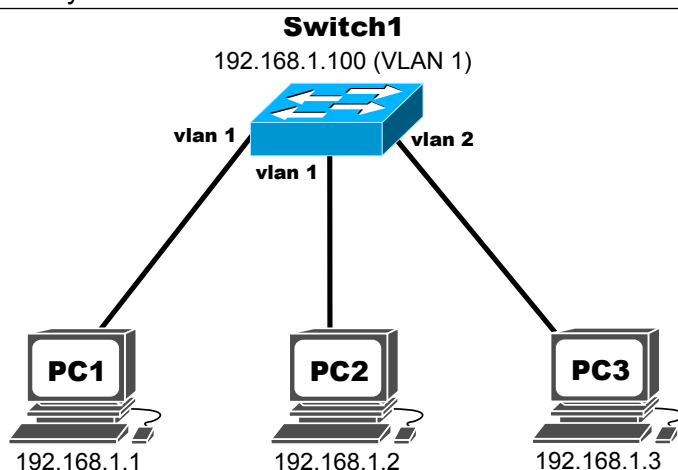 Switch1
192.168.1.100 (VLAN 1)
vlan 1
vlan 2
vlan 1
PC1
PC2
PC3
192.168.1.1
192.168.1.2
192.168.1.3